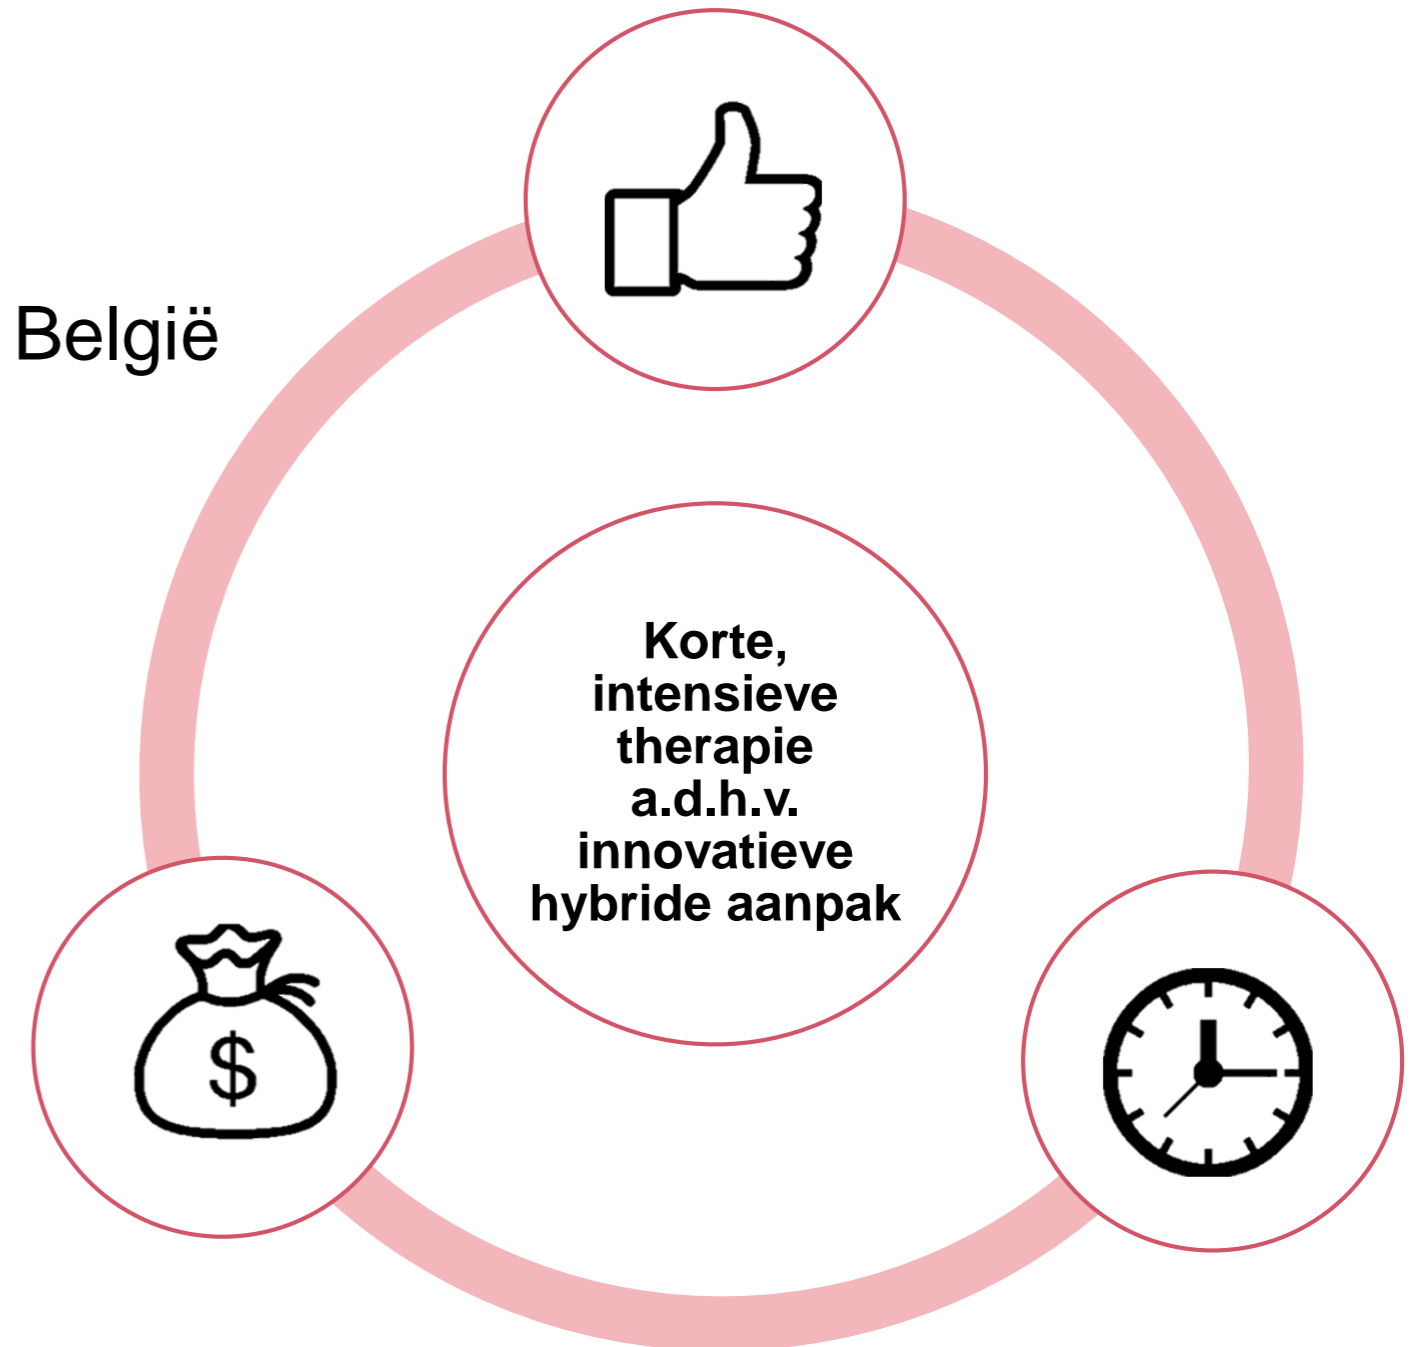 België
Korte,
intensieve
therapie
a.d.h.v.
innovatieve
hybride aanpak
$